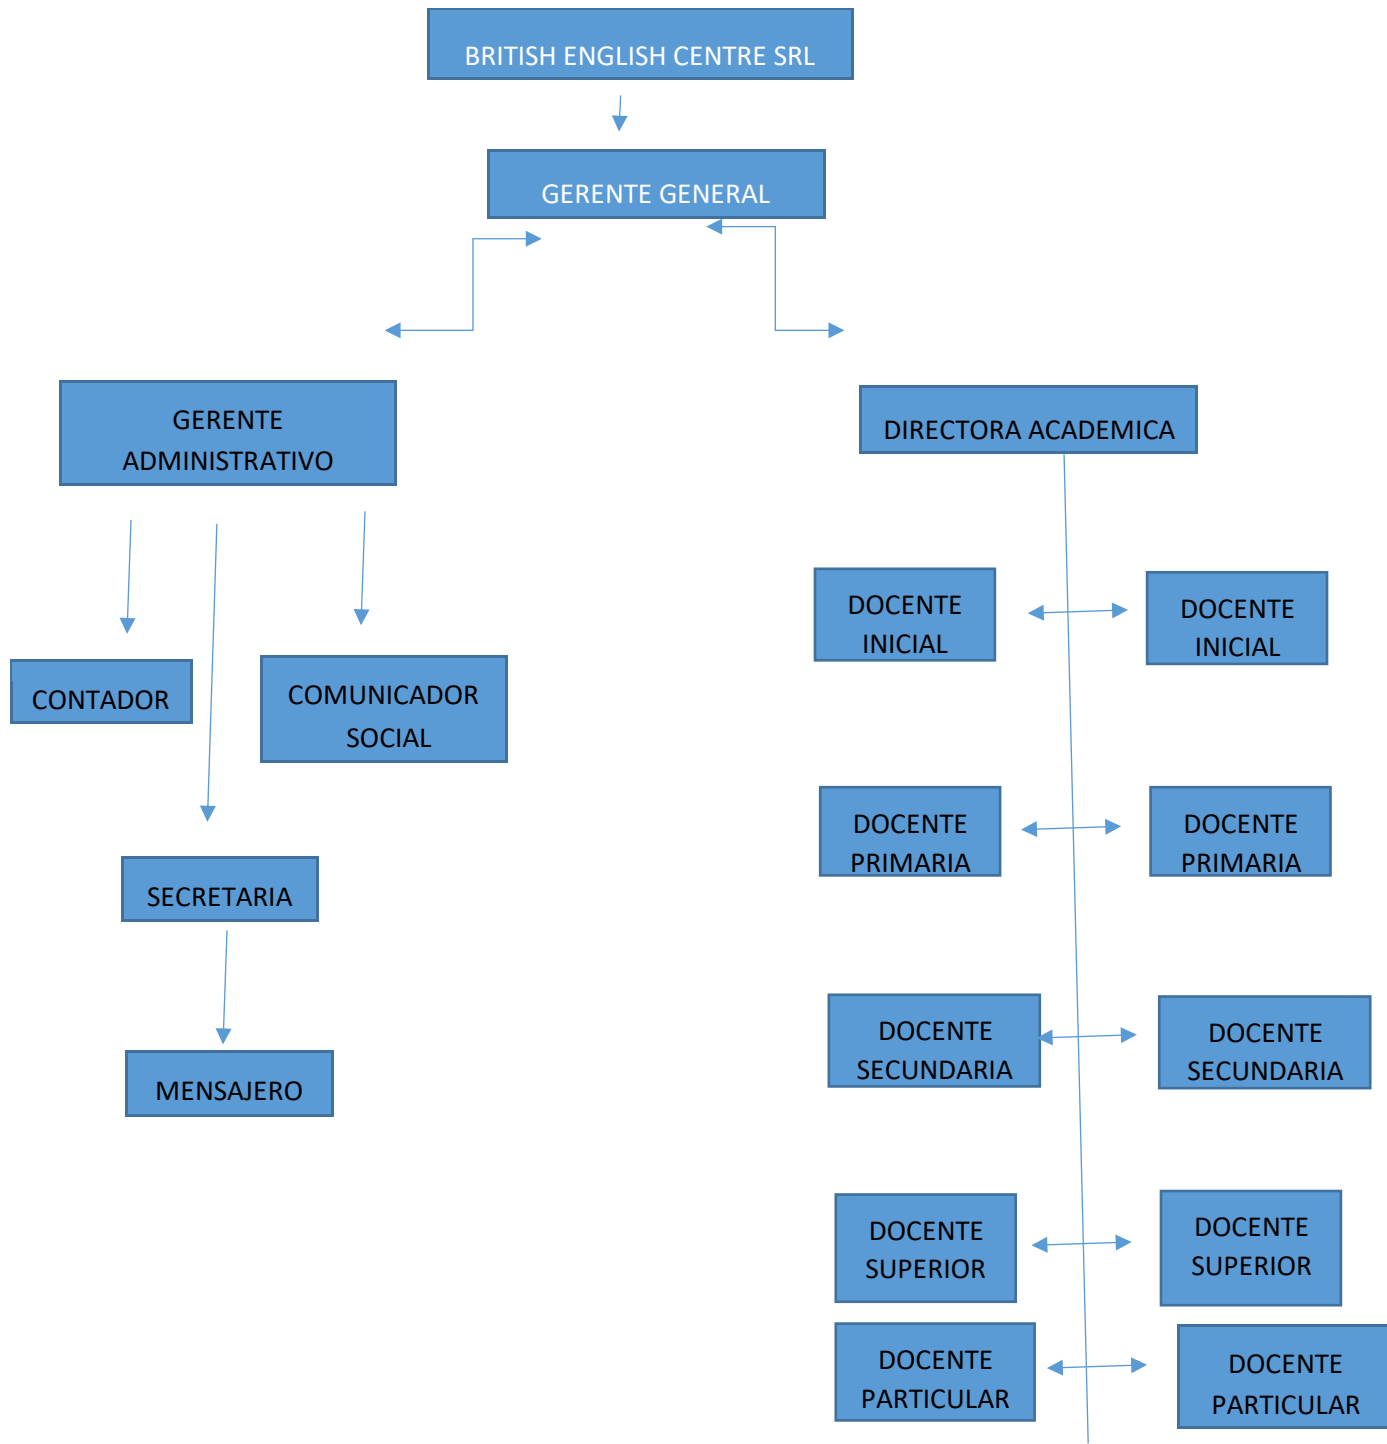 BRITISH ENGLISH CENTRE SRL
GERENTE GENERAL
GERENTE
ADMINISTRATIVO
DIRECTORA ACADEMICA
DOCENTE
INICIAL
DOCENTE
INICIAL
CONTADOR
COMUNICADOR
SOCIAL
DOCENTE
PRIMARIA
DOCENTE
PRIMARIA
SECRETARIA
DOCENTE
SECUNDARIA
DOCENTE
SECUNDARIA
MENSAJERO
DOCENTE
SUPERIOR
DOCENTE
SUPERIOR
DOCENTE
PARTICULAR
DOCENTE
PARTICULAR